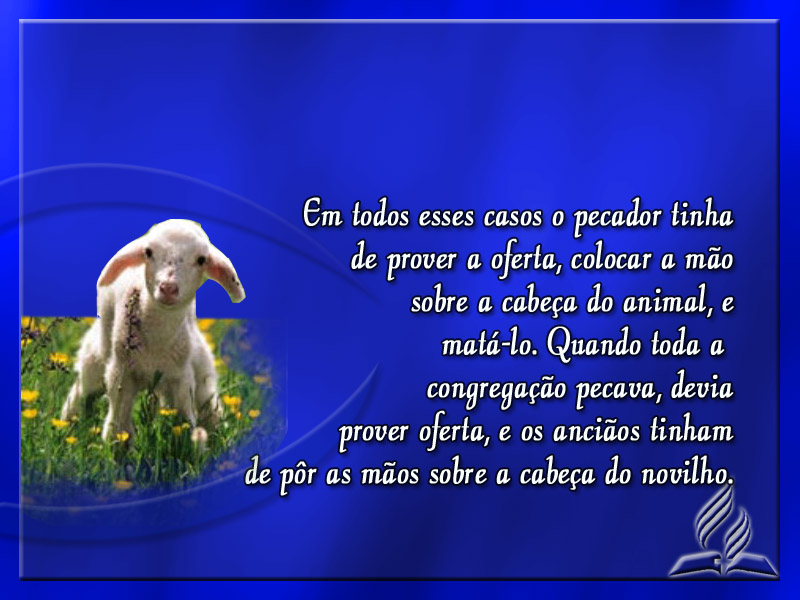 Em todos esses casos o pecador tinha
de prover a oferta, colocar a mão
sobre a cabeça do animal, e
matá-lo. Quando toda a
congregação pecava, devia
prover oferta, e os anciãos tinham
de pôr as mãos sobre a cabeça do novilho.